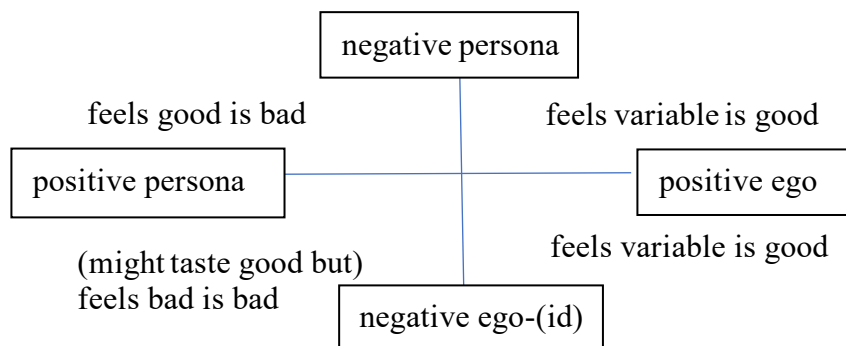 negative persona
feels good is bad
feels variable is good
positive persona
positive ego
(might taste good but)
feels bad is bad
feels variable is good
negative ego-(id)